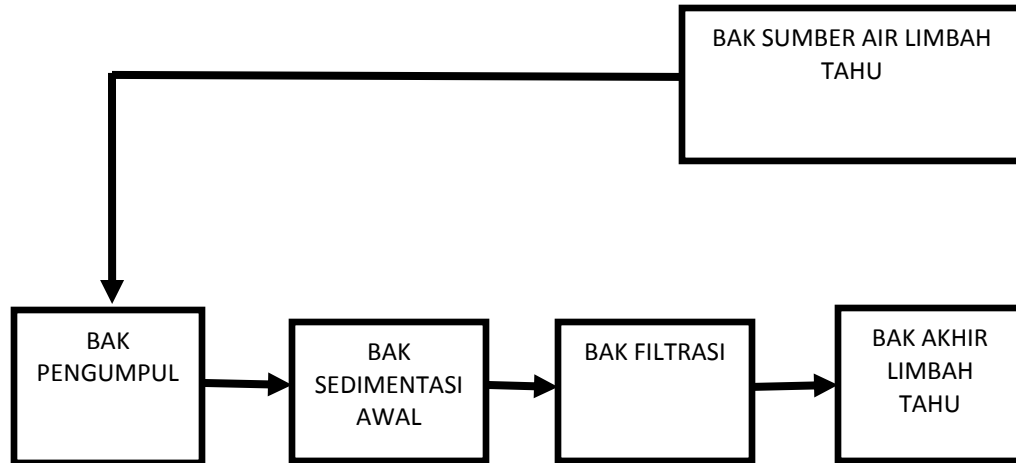 BAK SUMBER AIR LIMBAH
TAHU
BAK
PENGUMPUL
BAK
SEDIMENTASI
AWAL
BAK FILTRASI
BAK AKHIR
LIMBAH
TAHU